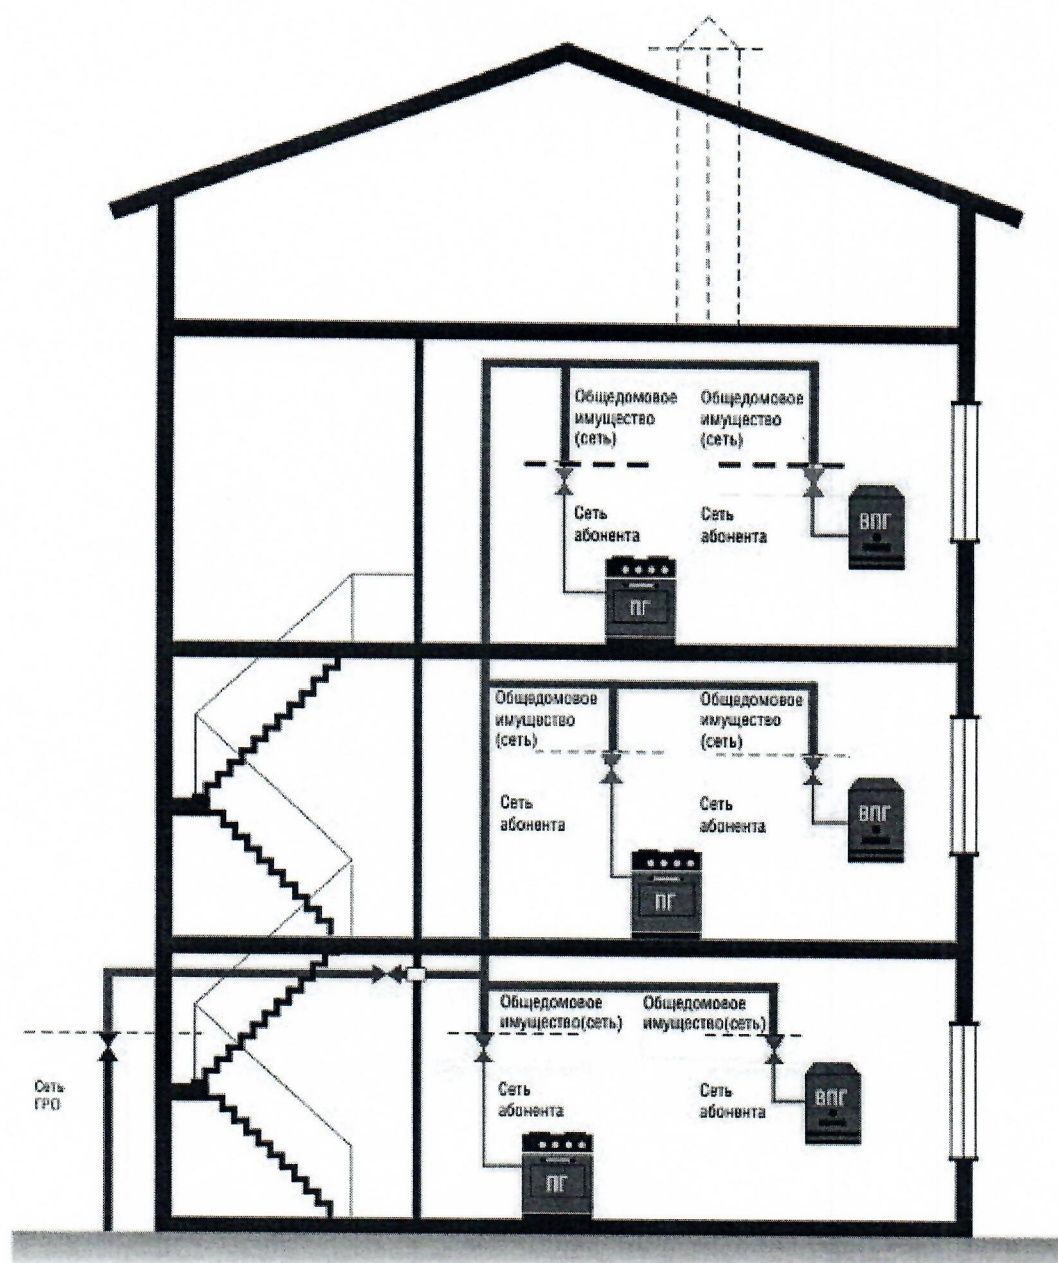 Общедомовое
имущество
(сеть)
Общедомовое
имущество
(сеть)
Сеть
абонента
Сеть
абонента
ВПГ
ПГ
Общедомовое
имущество
(сеть)
Общедомовое
имущество
(сеть)
Сеть
абонента
Сеть
абонента
ВПГ
ПГ
Общедомовое
имущество(сеть)
Общедомовое
имущество(сеть)
Сеть
ГРО
Сеть
абонента
Сеть
абонента
ВПГ
ПГ